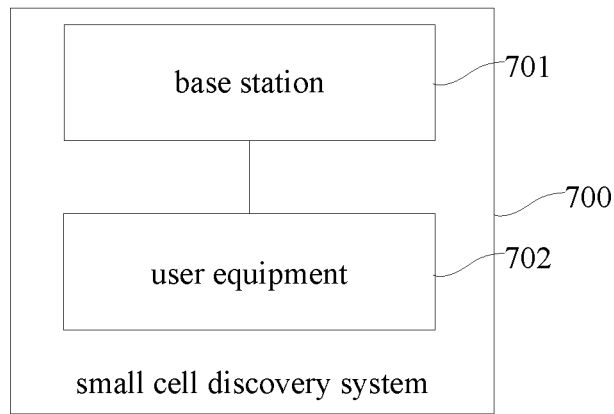 base station
701
700
user equipment
702
small cell discovery system